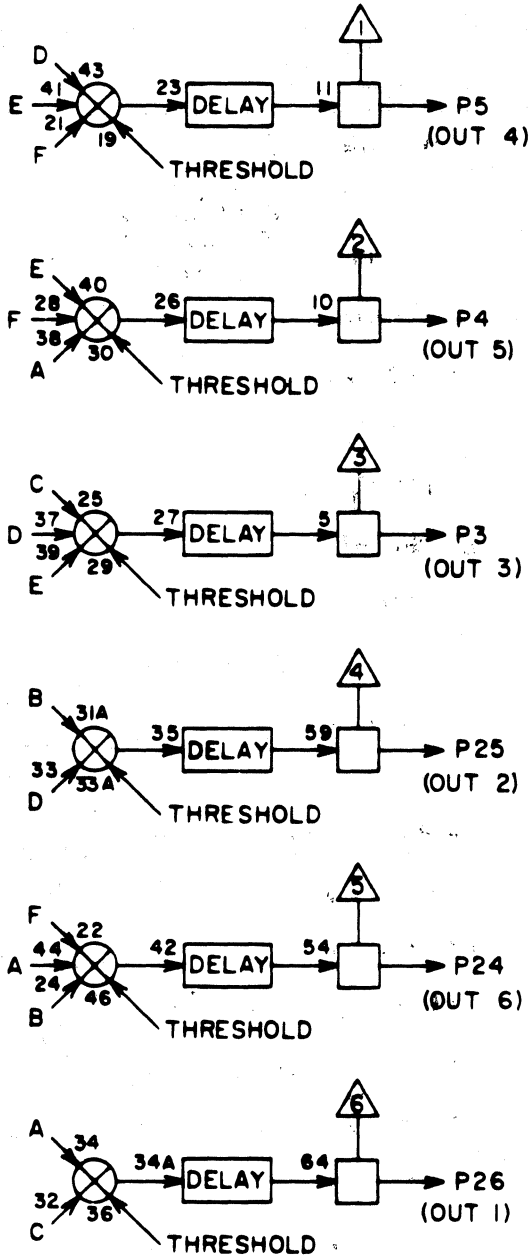 1
D 43
E 41 23 DELAY 11 P5
21 (OUT 4)
F 19 THRESHOLD
2
E 40
F 28 26 DELAY 10 P4
38 (OUT 5)
A 30 THRESHOLD
3
C 25
D 37 27 DELAY 5 P3
39 (OUT 3)
E 29 THRESHOLD
4
B 31A
35 DELAY 59 P25
33 (OUT 2)
D 33A THRESHOLD
5
F 22
A 44 42 DELAY 54 P24
24 (OUT 6)
B 46 THRESHOLD
6
A 34
34A DELAY 64 P26
32 (OUT 1)
C 36 THRESHOLD